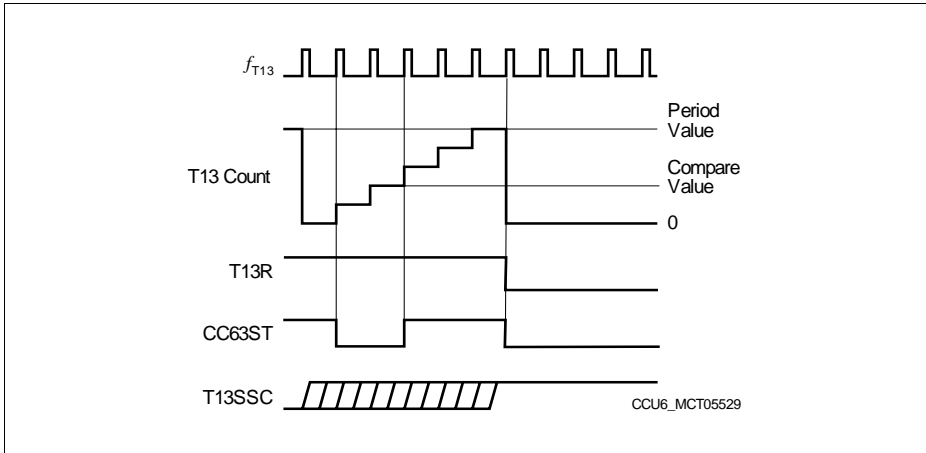 fT13
Period
Value
T13 Count
Compare
Value
0
T13R
CC63ST
T13SSC
CCU6_MCT05529